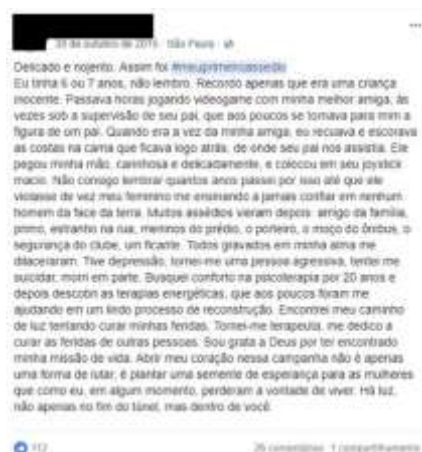 20 de outubro de 2015 · São Paulo ·
Delicado e nojento. Assim foi #meuprimeiroassedio
Eu tinha 6 ou 7 anos, não lembro. Recordo apenas que era uma criança
inocente. Passava horas jogando videogame com minha melhor amiga, às
vezes sob a supervisão de seu pai, que aos poucos se tornava para mim a
figura de um pai. Quando era a vez da minha amiga, eu recuava e escorava
as costas na cama que ficava logo atrás, de onde seu pai nos assistia. Ele
pegou minha mão, carinhosa e delicadamente, e colocou em seu joystick
macio. Não consigo lembrar quantos anos passei por isso até que ele
violasse de vez meu feminino me ensinando a jamais confiar em nenhum
homem da face da terra. Muitos assédios vieram depois: amigo da família,
primo, estranho na rua, meninos do prédio, o porteiro, o moço do ônibus, o
segurança do clube, um ficante. Todos gravados em minha alma me
dilaceraram. Tive depressão, tornei-me uma pessoa agressiva, tentei me
suicidar, morri em parte. Busquei conforto na psicoterapia por 20 anos e
depois descobri as terapias energéticas, que aos poucos foram me
ajudando em um lindo processo de reconstrução. Encontrei meu caminho
de luz tentando curar minhas feridas. Tornei-me terapeuta, me dedico a
curar as feridas de outras pessoas. Sou grata a Deus por ter encontrado
minha missão de vida. Abrir meu coração nessa campanha não é apenas
uma forma de lutar, é plantar uma semente de esperança para as mulheres
que como eu, em algum momento, perderam a vontade de viver. Há luz,
não apenas no fim do túnel, mas dentro de você.
112
26 comentários 1 compartilhamento